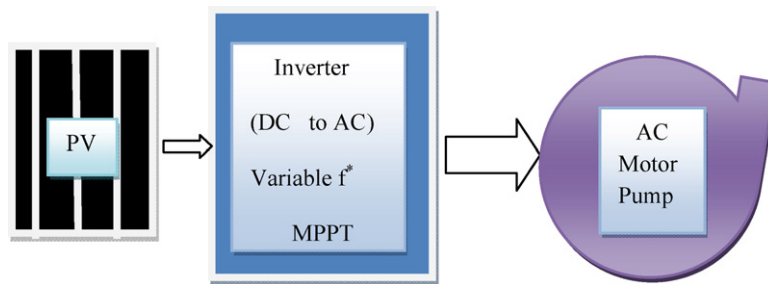 PV
Inverter
(DC to AC)
Variable f*
MPPT
AC
Motor
Pump